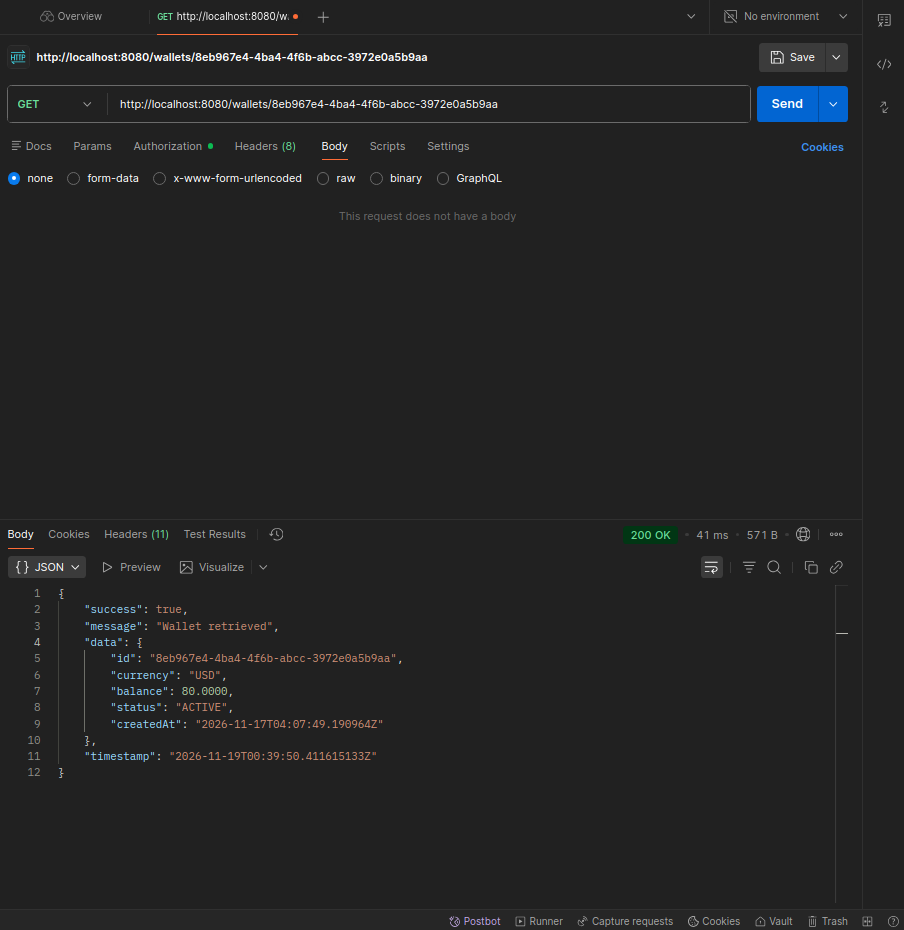 Overview GET http://localhost:8080/wa No environment
HTTP http://localhost:8080/wallets/8eb967e4-4ba4-4f6b-abcc-3972e0a5b9aa Save
GET http://localhost:8080/wallets/8eb967e4-4ba4-4f6b-abcc-3972e0a5b9aa Send
Docs Params Authorization Headers (8) Body Scripts Settings Cookies
none form-data x-www-form-urlencoded raw binary GraphQL
This request does not have a body
Body Cookies Headers (11) Test Results 200 OK • 41 ms • 571 B •
{} JSON Preview Visualize
1 {
2 "success": true,
3 "message": "Wallet retrieved",
4 "data": {
5 "id": "8eb967e4-4ba4-4f6b-abcc-3972e0a5b9aa",
6 "currency": "USD",
7 "balance": 80.0000,
8 "status": "ACTIVE",
9 "createdAt": "2026-11-17T04:07:49.190964Z"
10 },
11 "timestamp": "2026-11-19T00:39:50.411615133Z"
12 }
Postbot Runner Capture requests Cookies Vault Trash